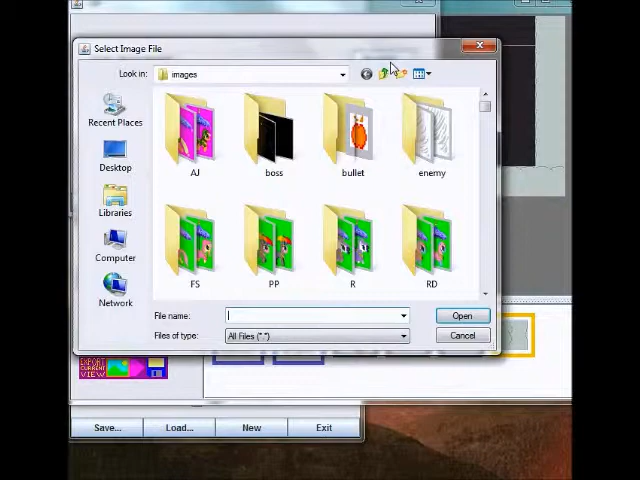 Select Image File
Look in:
images
Recent Places
Desktop
Libraries
Computer
Network
AJ
boss
bullet
enemy
FS
PP
R
RD
File name:
Open
Files of type:
All Files (*.*)
Cancel
EXPORT
CURRENT
VIEW
Save...
Load...
New
Exit